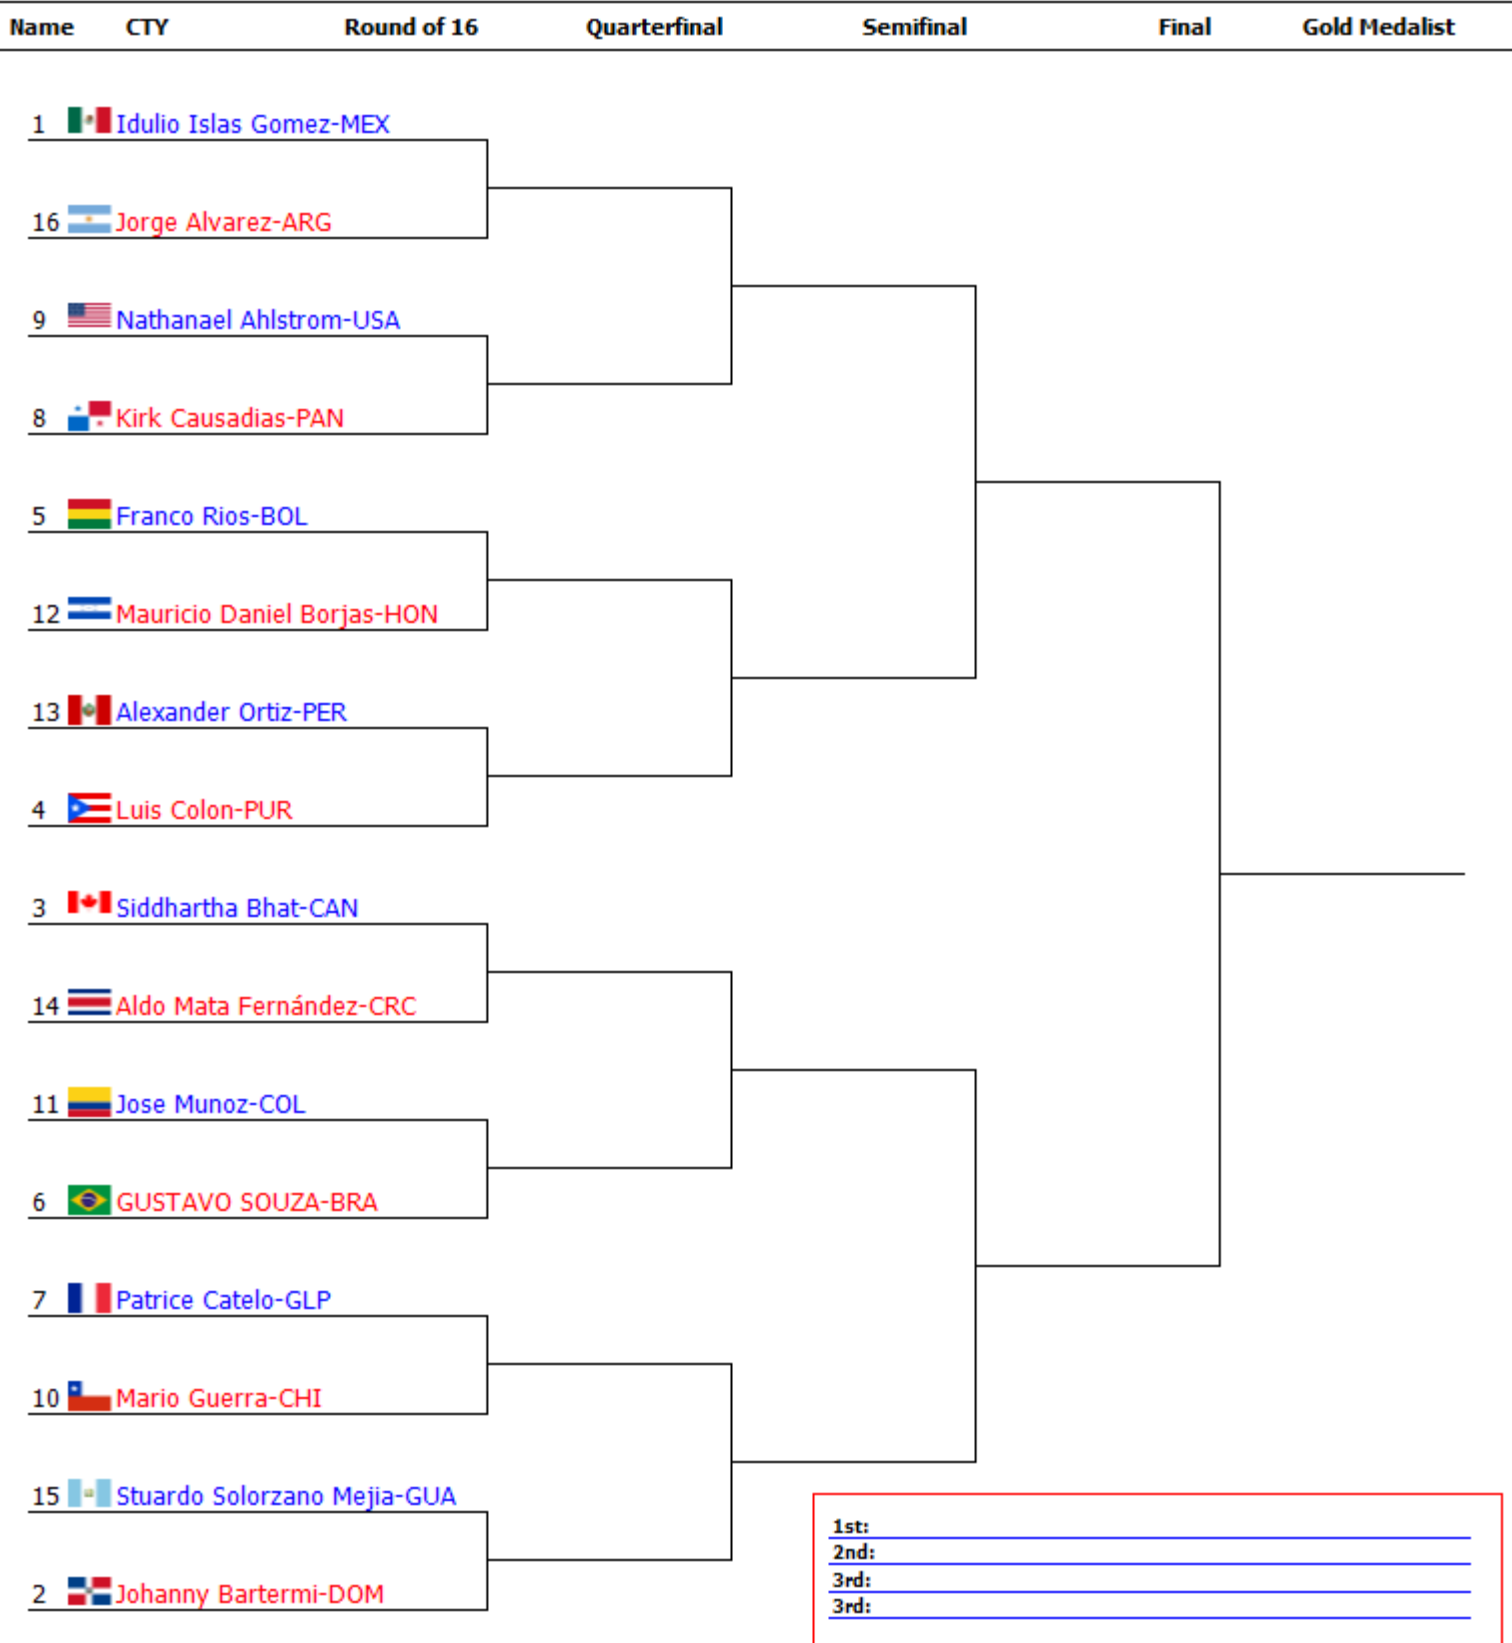 Name CTY Round of 16 Quarterfinal Semifinal Final Gold Medalist
1 Idulio Islas Gomez-MEX
16 Jorge Alvarez-ARG
9 Nathanael Ahlstrom-USA
8 Kirk Causadias-PAN
5 Franco Rios-BOL
12 Mauricio Daniel Borjas-HON
13 Alexander Ortiz-PER
4 Luis Colon-PUR
3 Siddhartha Bhat-CAN
14 Aldo Mata Fernández-CRC
11 Jose Munoz-COL
6 GUSTAVO SOUZA-BRA
7 Patrice Catelo-GLP
10 Mario Guerra-CHI
15 Stuardo Solorzano Mejia-GUA
2 Johanny Bartermi-DOM
1st:
2nd:
3rd:
3rd: